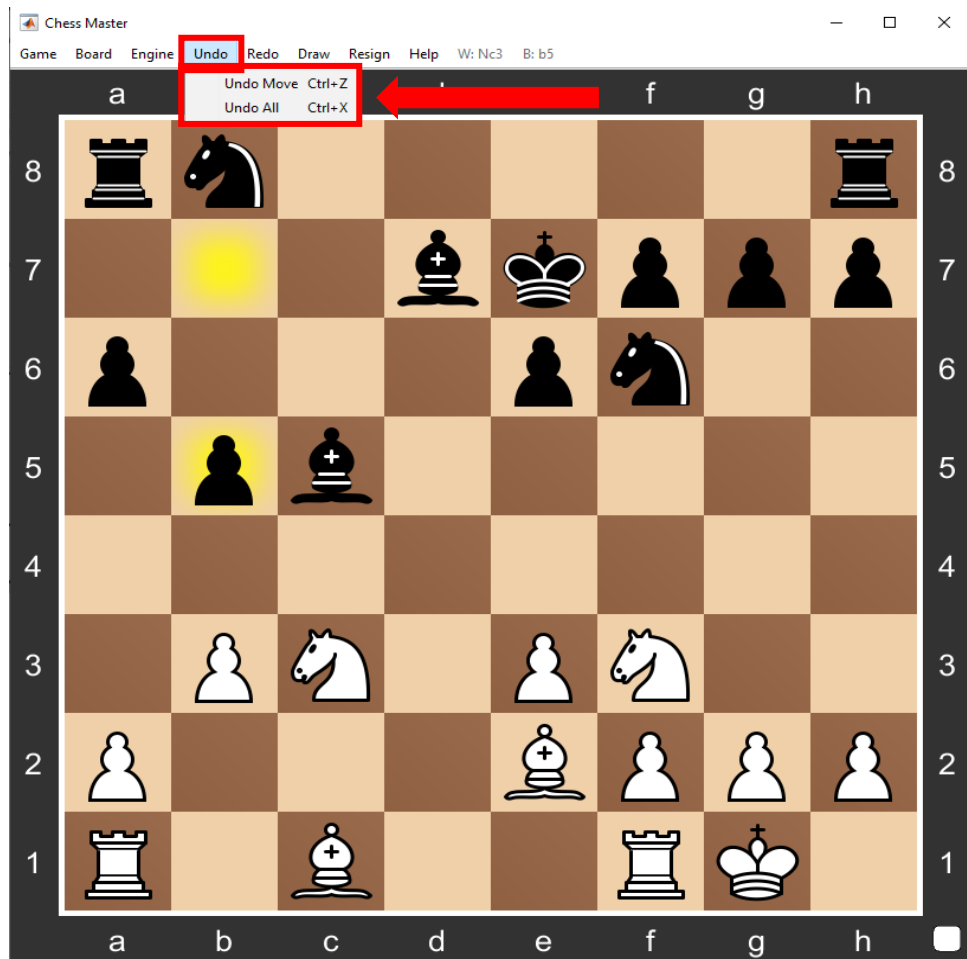 Chess Master
Game Board Engine Undo Redo Draw Resign Help W: Nc3 B: b5
Undo Move Ctrl+Z
Undo All Ctrl+X
a f g h
8 8
7 7
6 6
5 5
4 4
3 3
2 2
1 1
a b c d e f g h